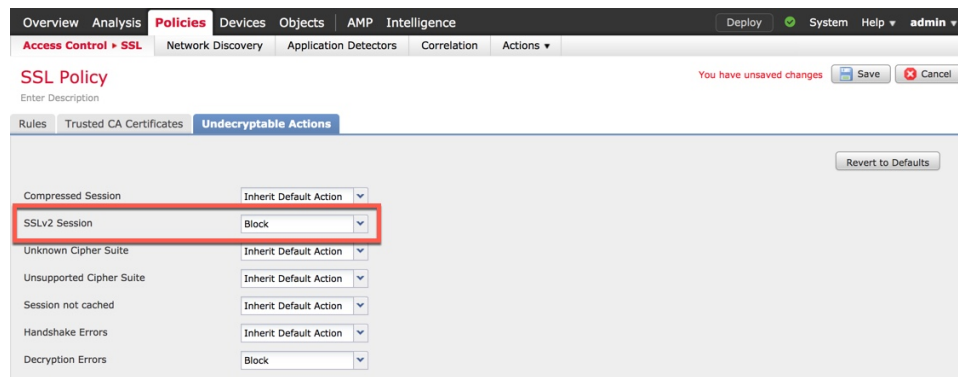 Overview Analysis Policies Devices Objects AMP Intelligence Deploy System Help admin
Access Control ▸ SSL Network Discovery Application Detectors Correlation Actions
SSL Policy
You have unsaved changes Save Cancel
Enter Description
Rules Trusted CA Certificates Undecryptable Actions
Revert to Defaults
Compressed Session Inherit Default Action
SSLv2 Session Block
Unknown Cipher Suite Inherit Default Action
Unsupported Cipher Suite Inherit Default Action
Session not cached Inherit Default Action
Handshake Errors Inherit Default Action
Decryption Errors Block